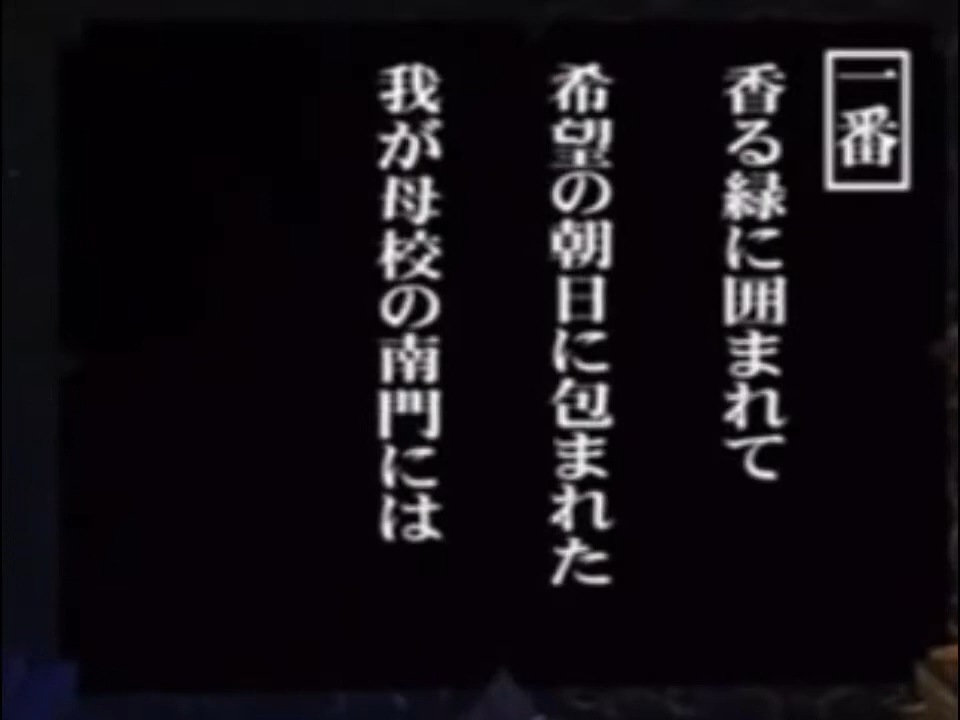 一番
香る緑に囲まれて
希望の朝日に包まれた
我が母校の南門には